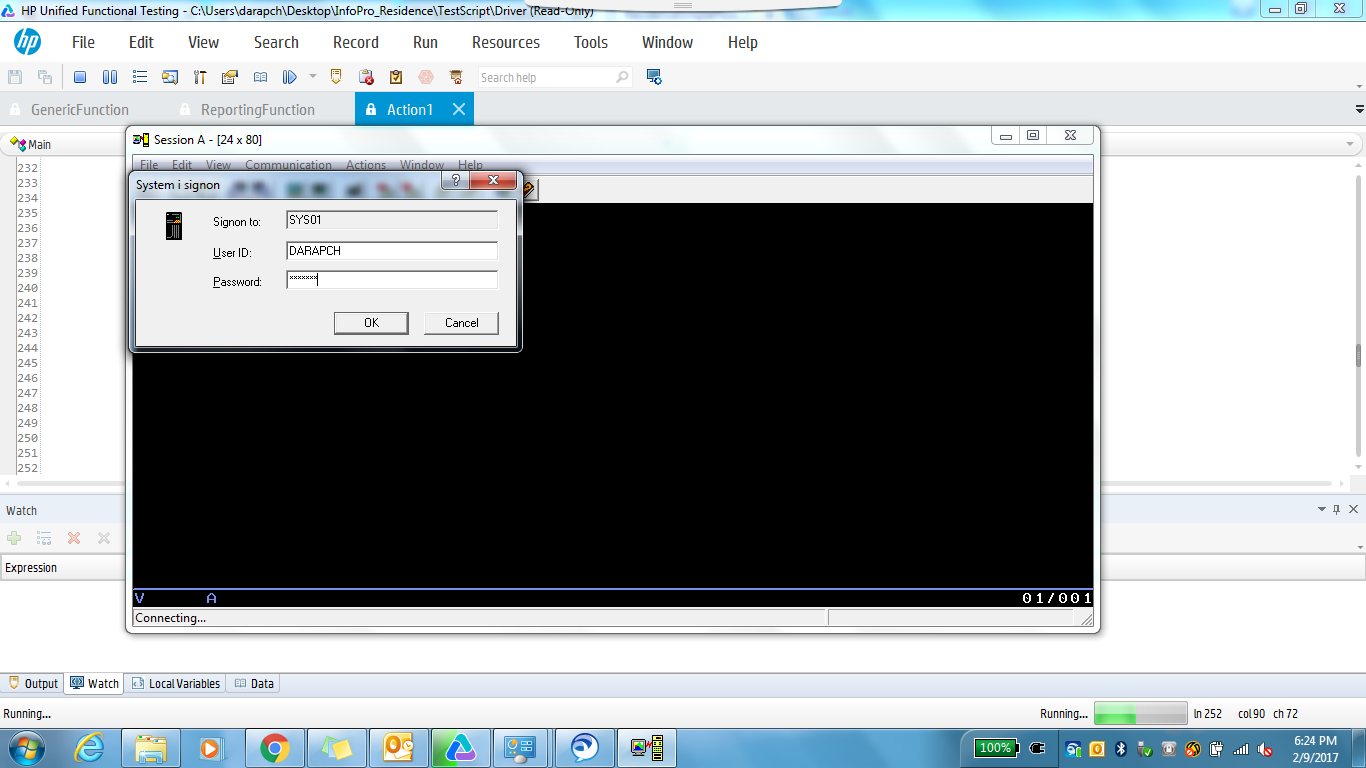 HP Unified Functional Testing - C:\Users\darapch\Desktop\InfoPro_Residence\TestScript\Driver (Read-Only)
hp File Edit View Search Record Run Resources Tools Window Help
Search help
GenericFunction ReportingFunction Action1
Main
Session A - [24 x 80]
File Edit View Communication Actions Window Help
System i signon
Signon to: SYS01
User ID: DARAPCH
Password: *******
OK Cancel
232
233
234
235
236
237
238
239
240
241
242
243
244
245
246
247
248
249
250
251
252
V A 01/001
Connecting...
Watch
Expression
Output Watch Local Variables Data
Running... Running... ln 252 col 90 ch 72
100% 6:24 PM
2/9/2017